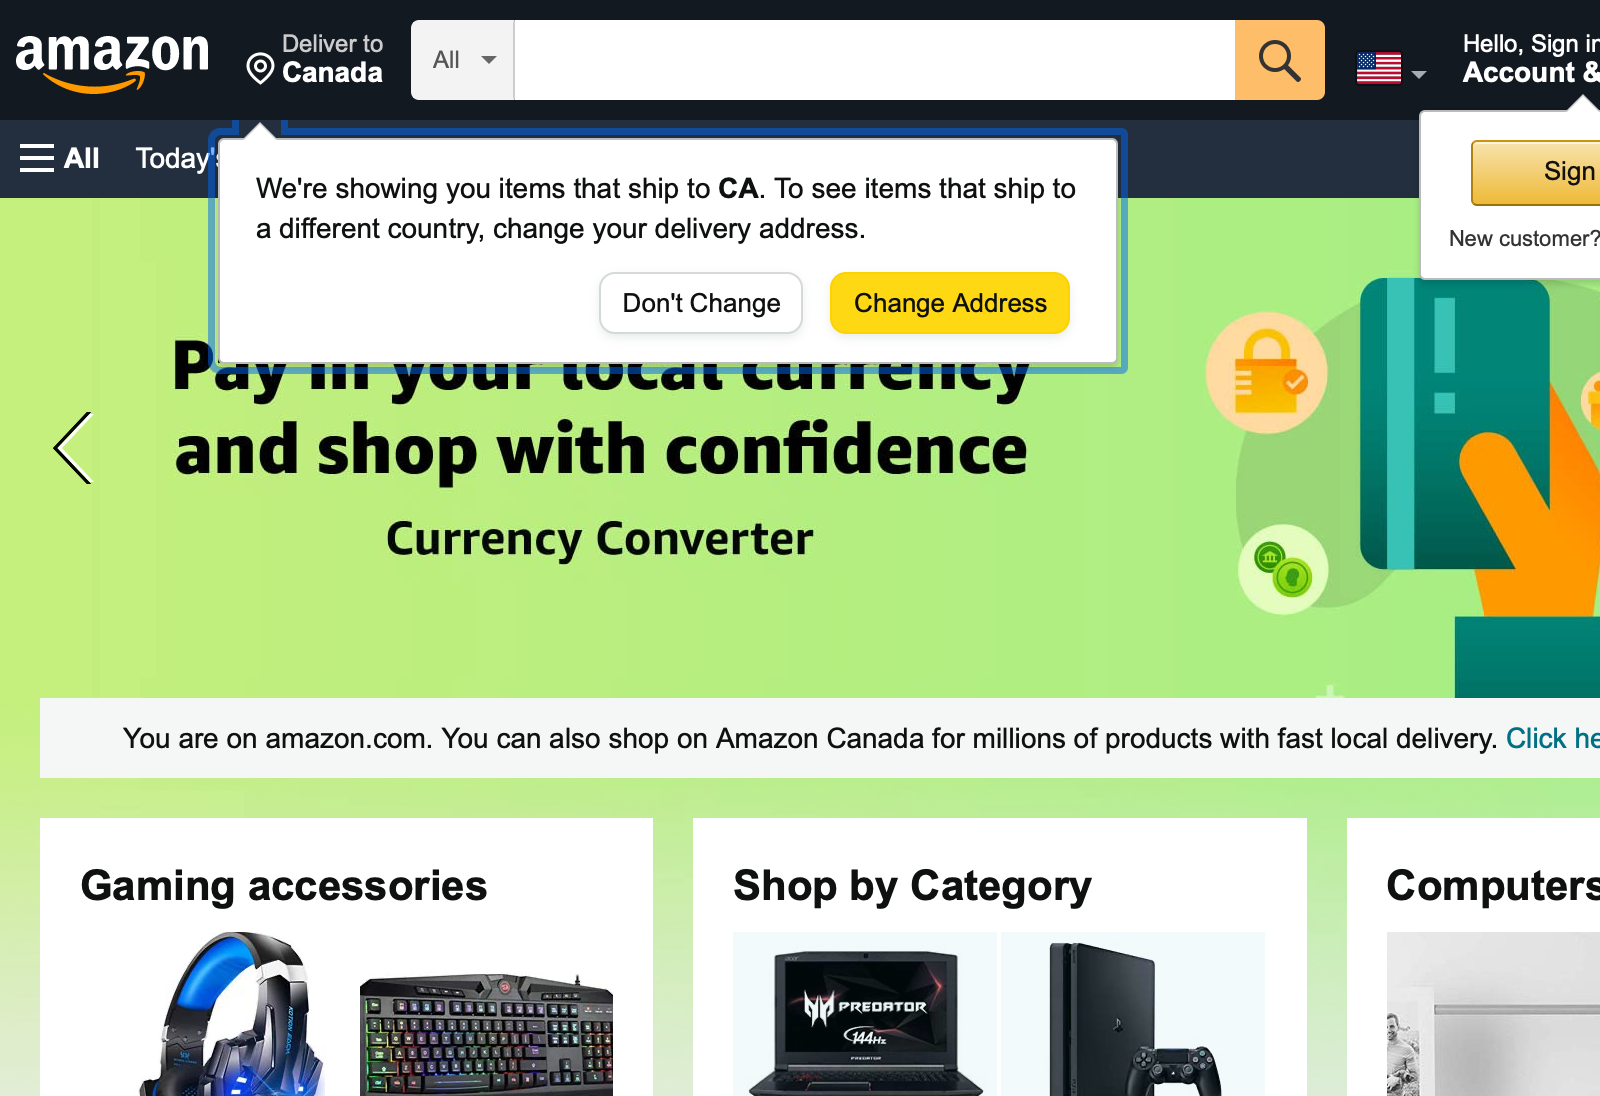 amazon
Deliver to
Canada
All
Hello, Sign in
Account &
All
Today's
We're showing you items that ship to CA. To see items that ship to
a different country, change your delivery address.
Don't Change
Change Address
Sign
New customer?
Pay in your local currency
and shop with confidence
Currency Converter
You are on amazon.com. You can also shop on Amazon Canada for millions of products with fast local delivery. Click he
Gaming accessories
Shop by Category
Computers
PREDATOR
144Hz
PREDATOR